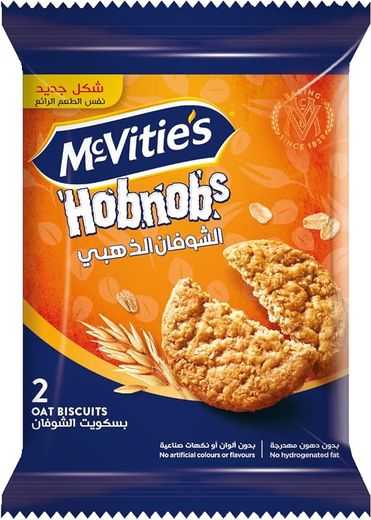 شكل جديد
نفس الطعم الرائع
BAKING
SINCE 18
McVitie's
Hobnobs
الشوفان الذهبي
2
OAT BISCUITS
بسكويت الشوفان
بدون ألوان أو نكهات صناعية
No artificial colours or flavours
بدون دهون مهدرجة
No hydrogenated fat